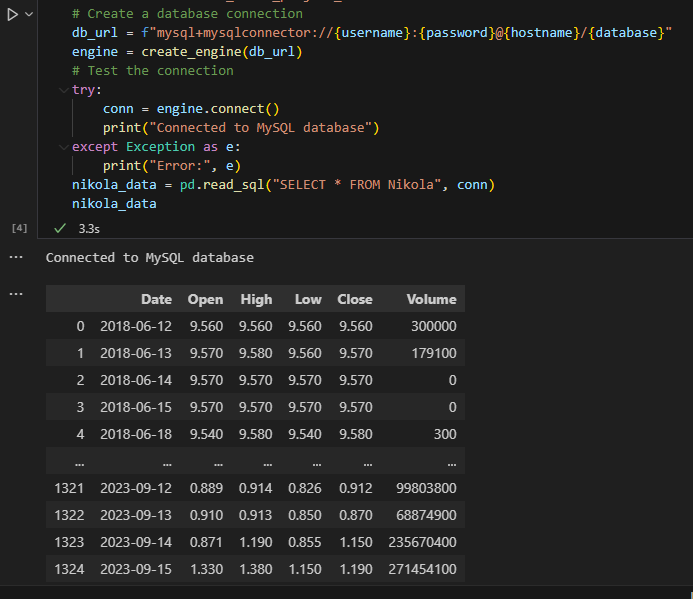 # Create a database connection
db_url = f"mysql+mysqlconnector://{username}:{password}@{hostname}/{database}"
engine = create_engine(db_url)
# Test the connection
try:
    conn = engine.connect()
    print("Connected to MySQL database")
except Exception as e:
    print("Error:", e)
nikola_data = pd.read_sql("SELECT * FROM Nikola", conn)
nikola_data
[4] 3.3s
... Connected to MySQL database
...
Date Open High Low Close Volume
0 2018-06-12 9.560 9.560 9.560 9.560 300000
1 2018-06-13 9.570 9.580 9.560 9.570 179100
2 2018-06-14 9.570 9.570 9.570 9.570 0
3 2018-06-15 9.570 9.570 9.570 9.570 0
4 2018-06-18 9.540 9.580 9.540 9.580 300
... ... ... ... ... ... ...
1321 2023-09-12 0.889 0.914 0.826 0.912 99803800
1322 2023-09-13 0.910 0.913 0.850 0.870 68874900
1323 2023-09-14 0.871 1.190 0.855 1.150 235670400
1324 2023-09-15 1.330 1.380 1.150 1.190 271454100